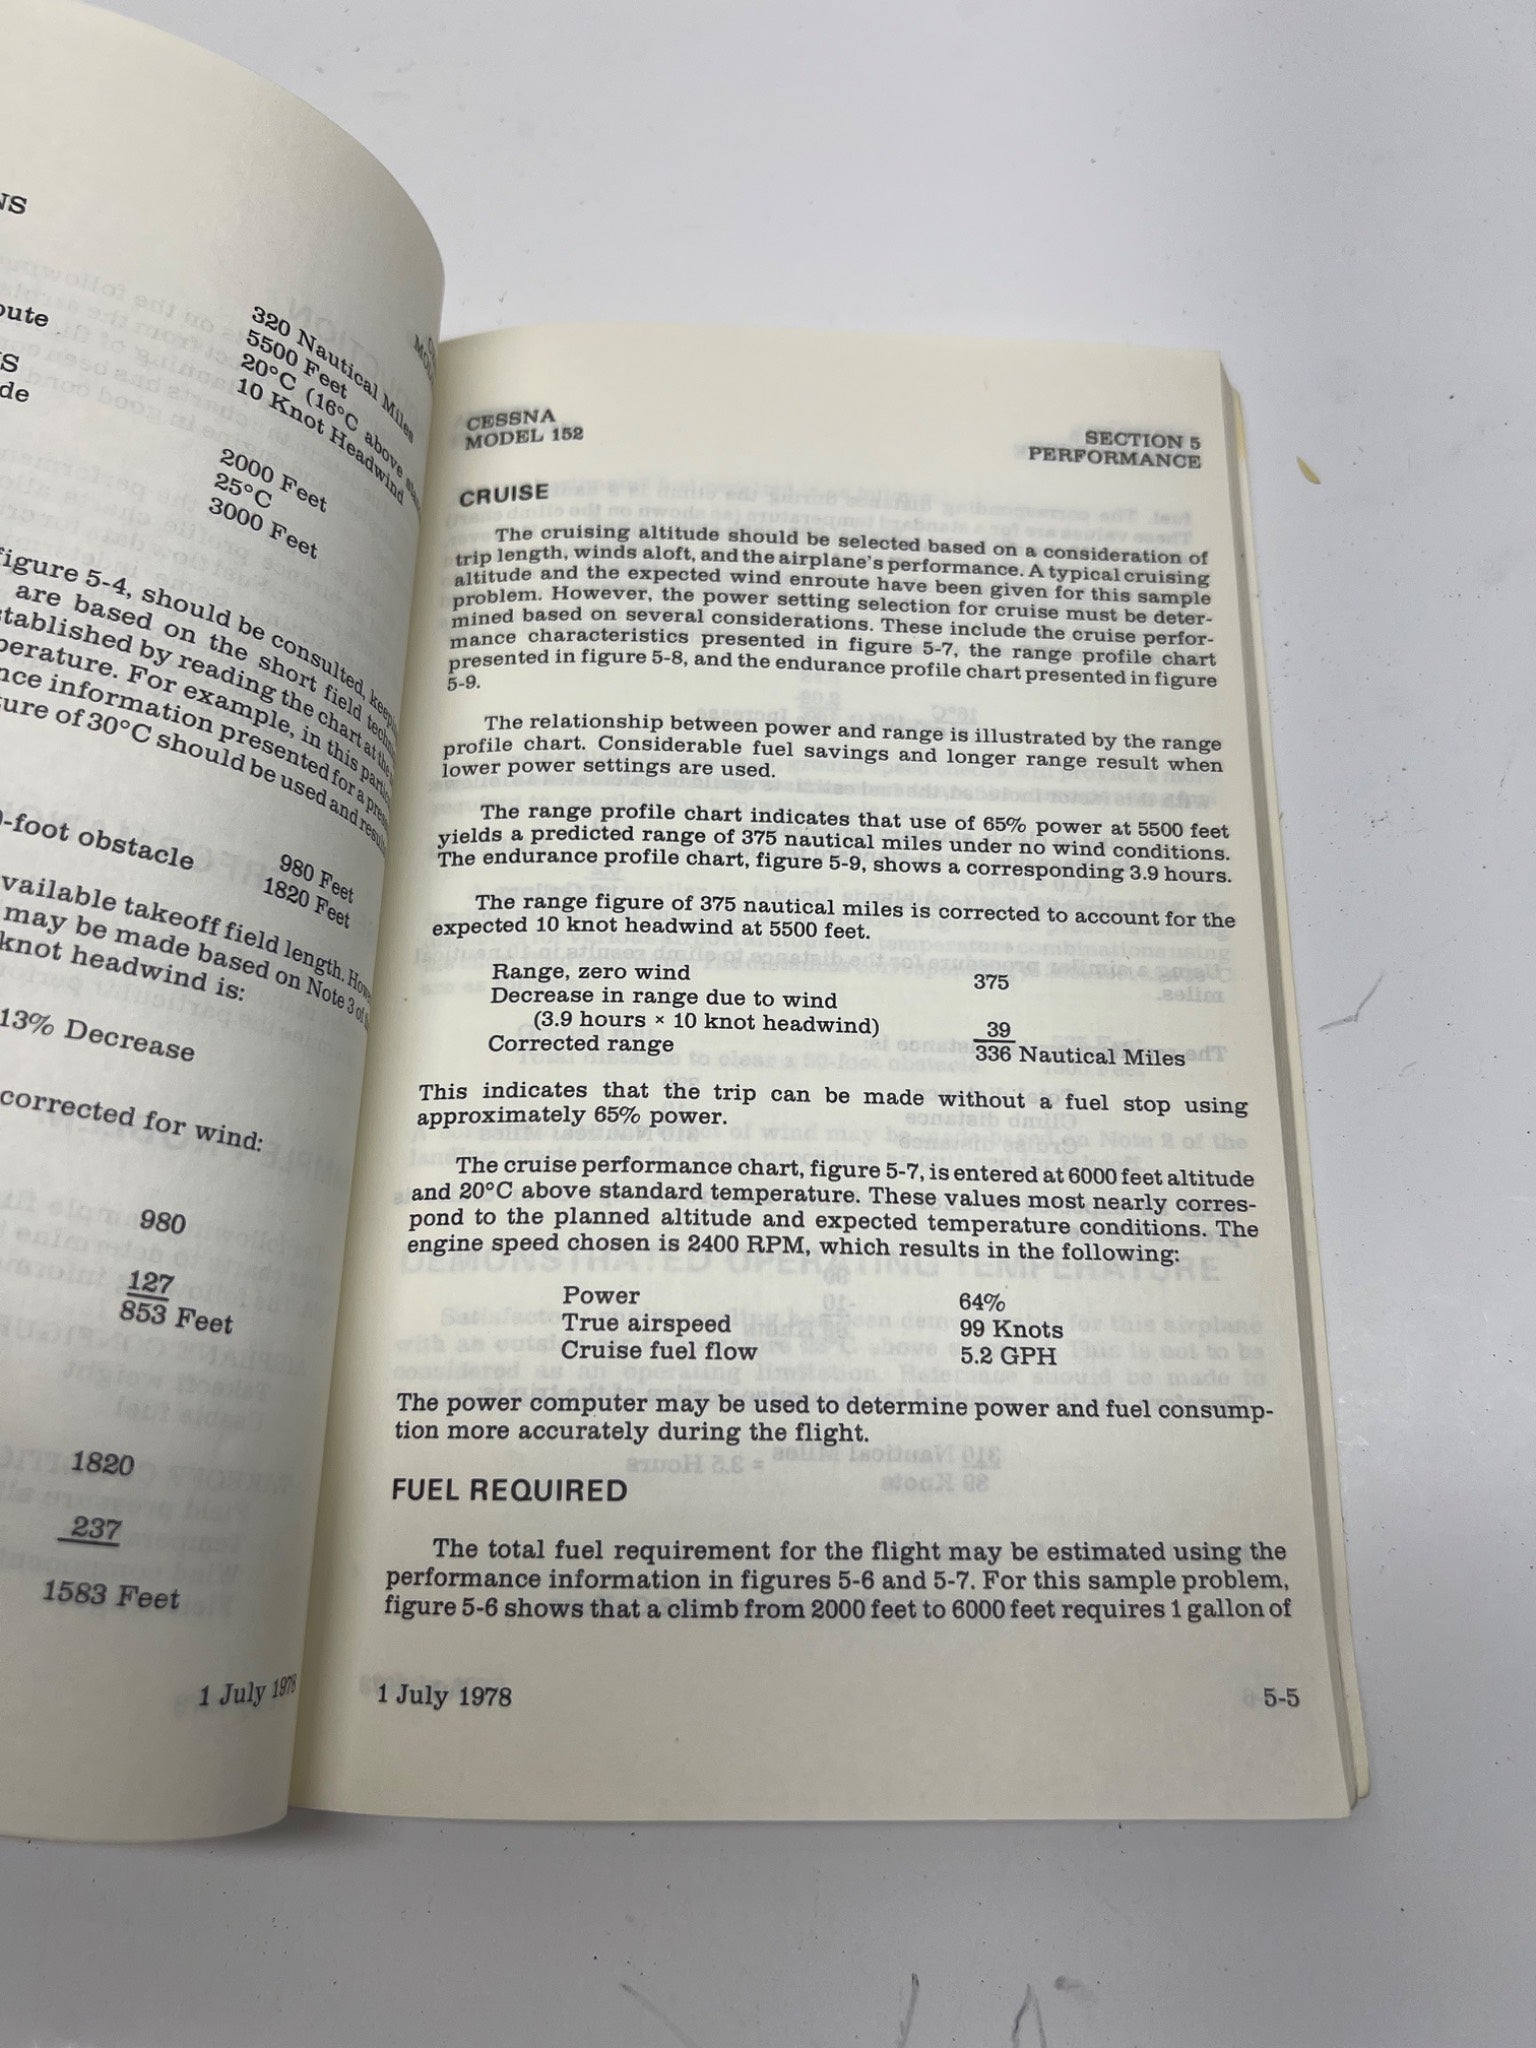 NS
320 Nautical Miles
oute
5500 Feet
20°C (16°C above
10 Knot Headwind
S
de
2000 Feet
25°C
3000 Feet
figure 5-4, should be consulted,
are based on the short field
stablished by reading the chart at
perature. For example, in this
nce information presented for a
ture of 30°C should be used and
0-foot obstacle
980 Feet
1820 Feet
vailable takeoff field length.
may be made based on Note 3 of
knot headwind is:
13% Decrease
corrected for wind:
980
127
853 Feet
1820
237
1583 Feet
1 July 1978
CESSNA
MODEL 152
SECTION 5
PERFORMANCE
CRUISE
The cruising altitude should be selected based on a consideration of
trip length, winds aloft, and the airplane's performance. A typical cruising
altitude and the expected wind enroute have been given for this sample
problem. However, the power setting selection for cruise must be deter-
mined based on several considerations. These include the cruise perfor-
mance characteristics presented in figure 5-7, the range profile chart
presented in figure 5-8, and the endurance profile chart presented in figure
5-9.
The relationship between power and range is illustrated by the range
profile chart. Considerable fuel savings and longer range result when
lower power settings are used.
The range profile chart indicates that use of 65% power at 5500 feet
yields a predicted range of 375 nautical miles under no wind conditions.
The endurance profile chart, figure 5-9, shows a corresponding 3.9 hours.
The range figure of 375 nautical miles is corrected to account for the
expected 10 knot headwind at 5500 feet.
Range, zero wind 375
Decrease in range due to wind
(3.9 hours × 10 knot headwind) 39
Corrected range 336 Nautical Miles
This indicates that the trip can be made without a fuel stop using
approximately 65% power.
The cruise performance chart, figure 5-7, is entered at 6000 feet altitude
and 20°C above standard temperature. These values most nearly corres-
pond to the planned altitude and expected temperature conditions. The
engine speed chosen is 2400 RPM, which results in the following:
Power 64%
True airspeed 99 Knots
Cruise fuel flow 5.2 GPH
The power computer may be used to determine power and fuel consump-
tion more accurately during the flight.
FUEL REQUIRED
The total fuel requirement for the flight may be estimated using the
performance information in figures 5-6 and 5-7. For this sample problem,
figure 5-6 shows that a climb from 2000 feet to 6000 feet requires 1 gallon of
1 July 1978
5-5